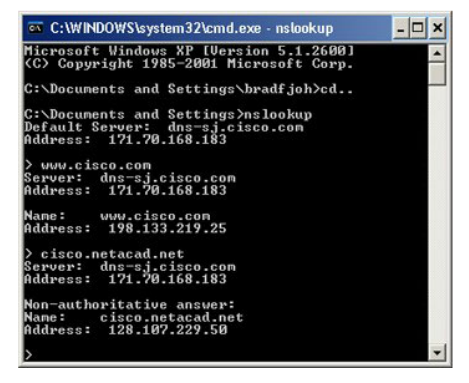 C:\WINDOWS\system32\cmd.exe - nslookup
Microsoft Windows XP [Version 5.1.2600]
(C) Copyright 1985-2001 Microsoft Corp.
C:\Documents and Settings\bradfjoh>cd..
C:\Documents and Settings>nslookup
Default Server:  dns-sj.cisco.com
Address:  171.70.168.183
> www.cisco.com
Server:  dns-sj.cisco.com
Address:  171.70.168.183
Name:    www.cisco.com
Address:  198.133.219.25
> cisco.netacad.net
Server:  dns-sj.cisco.com
Address:  171.70.168.183
Non-authoritative answer:
Name:    cisco.netacad.net
Address:  128.107.229.50
>